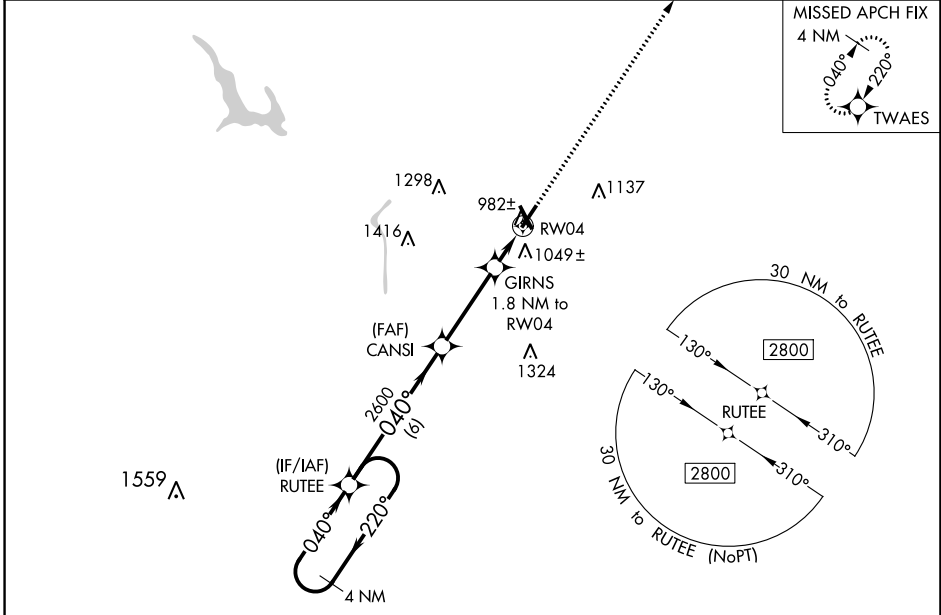 MISSED APCH FIX
4 NM
040°
220°
TWAES
1298
1137
982±
RW04
1416
1049±
GIRNS
1.8 NM to
RW04
(FAF)
CANSI
1324
2600
040°
(6)
(IF/IAF)
RUTEE
1559
040°
220°
4 NM
30 NM to RUTEE
2800
130°
310°
RUTEE
130°
310°
2800
30 NM to RUTEE (NoPT)